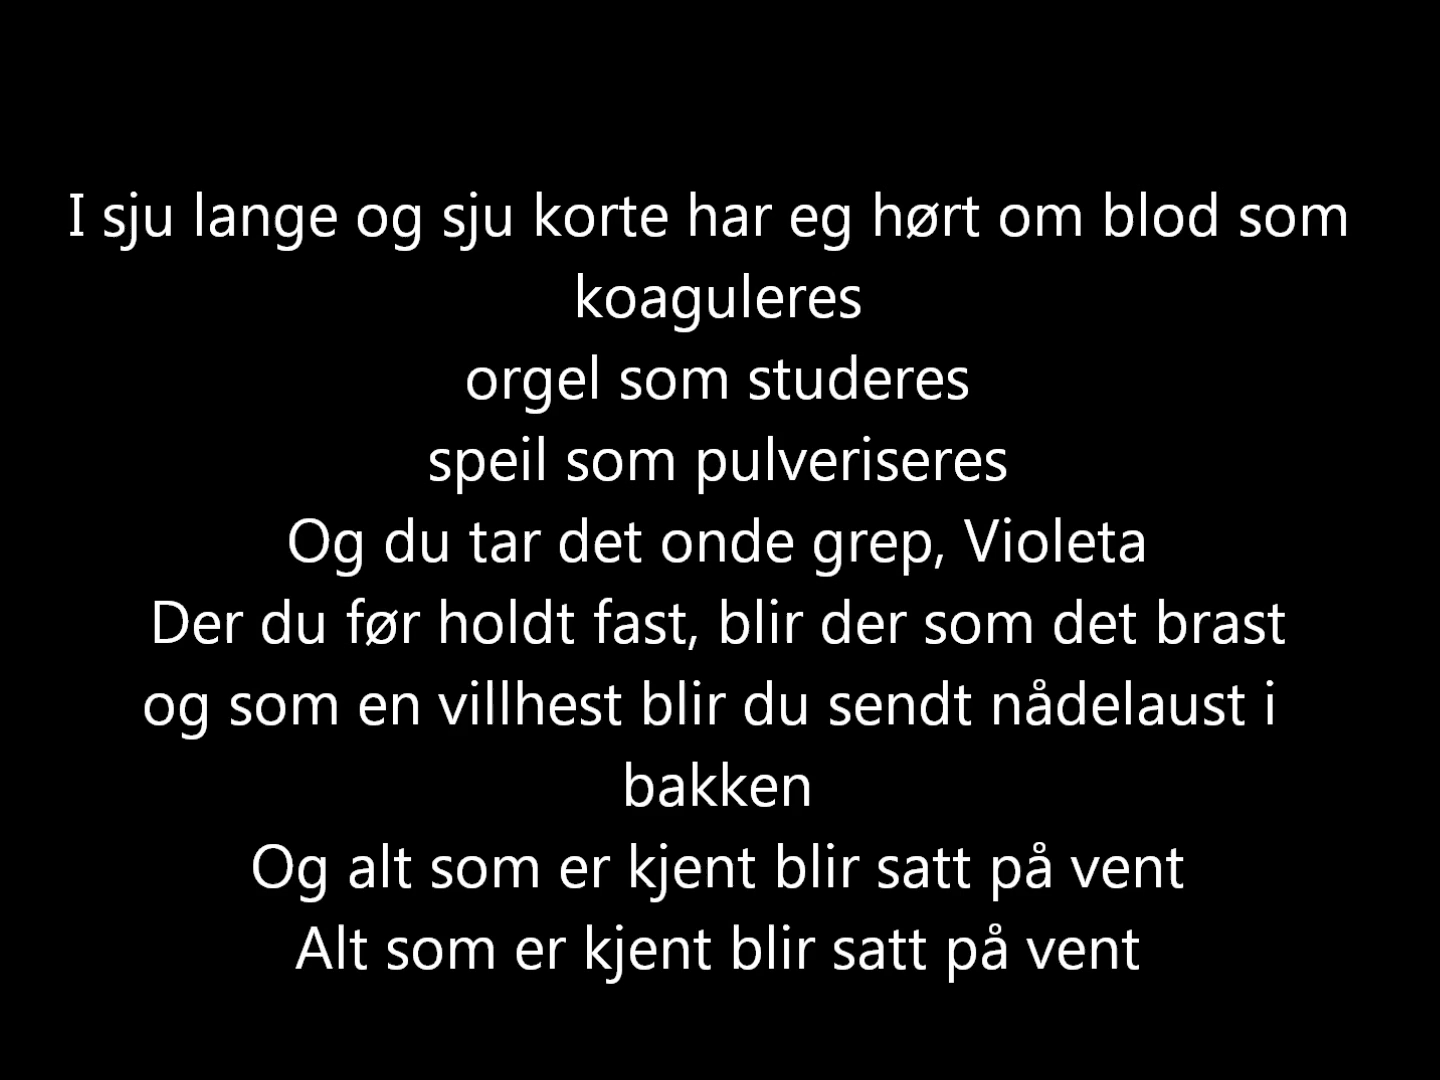 I sju lange og sju korte har eg hørt om blod som
koaguleres
orgel som studeres
speil som pulveriseres
Og du tar det onde grep, Violeta
Der du før holdt fast, blir der som det brast
og som en villhest blir du sendt nådelaust i
bakken
Og alt som er kjent blir satt på vent
Alt som er kjent blir satt på vent